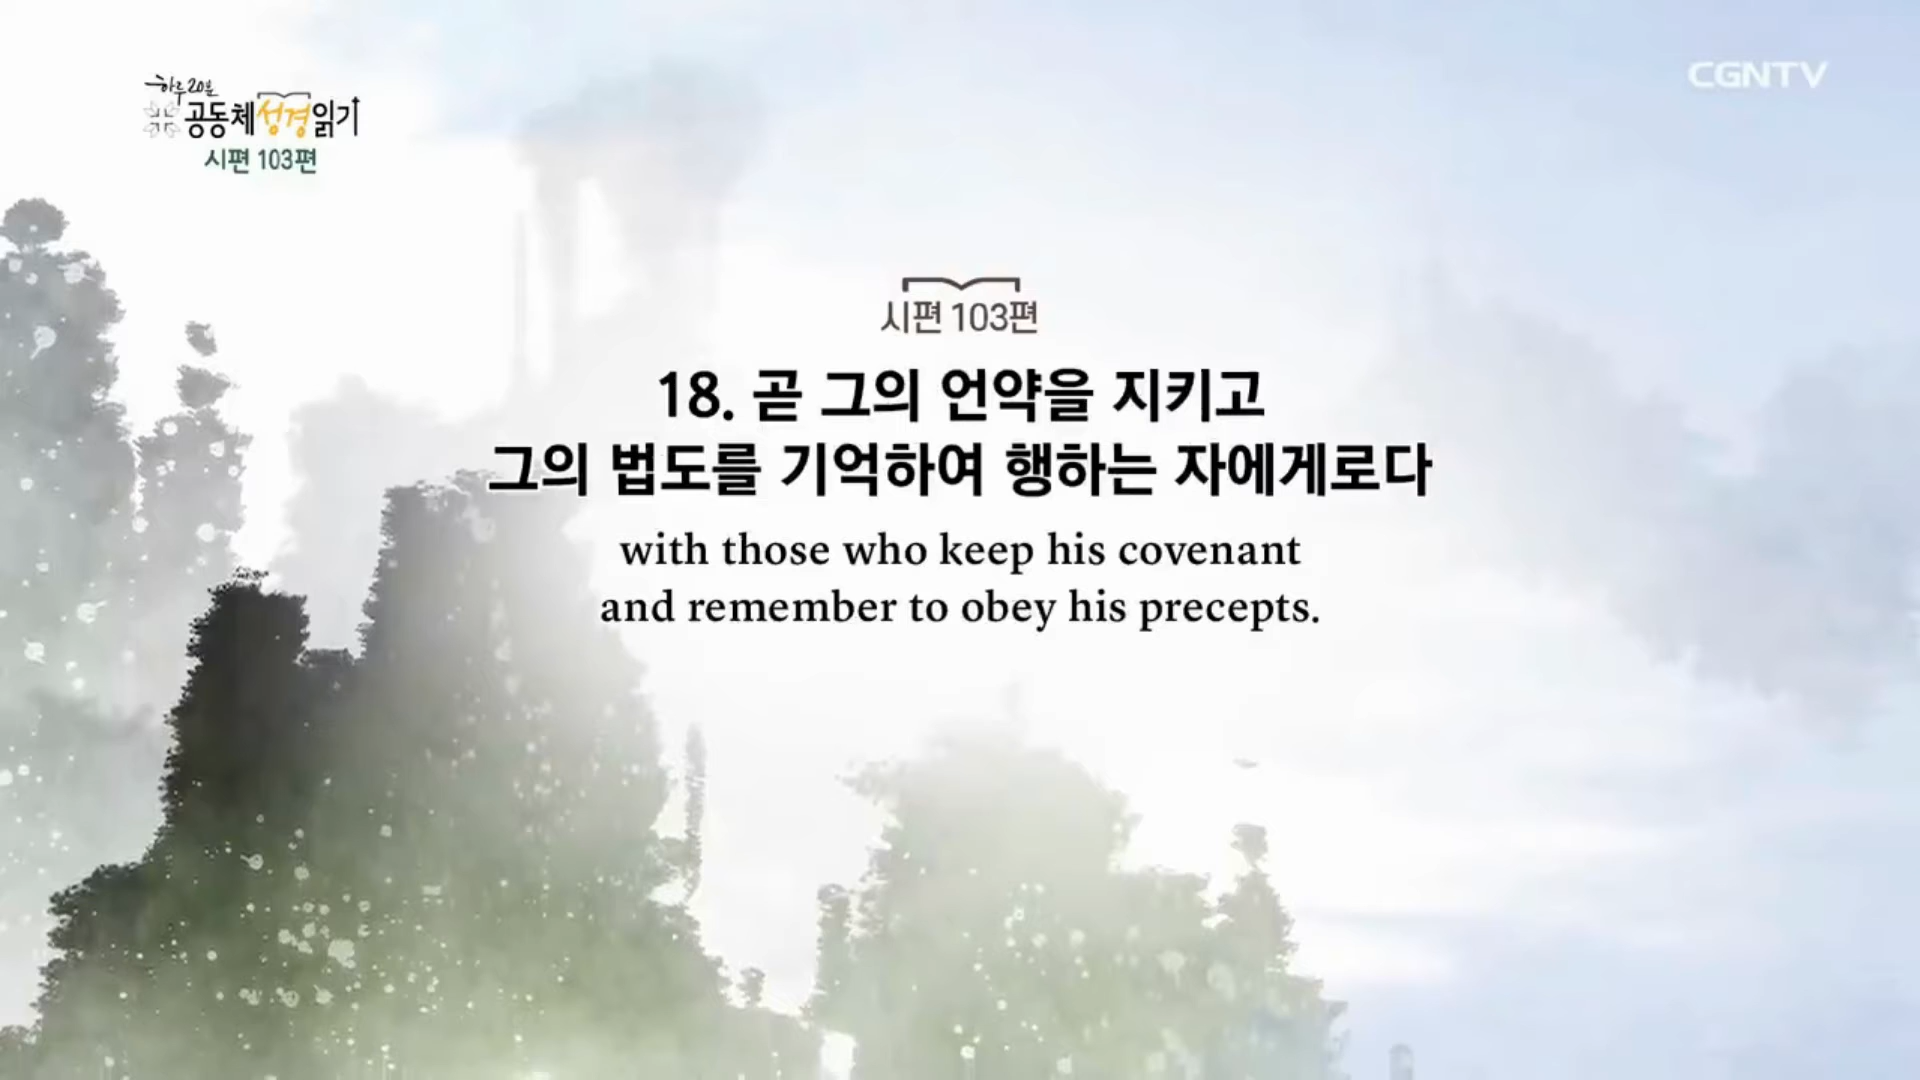 하루 20분
공동체성경읽기
시편 103편
CGNTV
시편 103편
18. 곧 그의 언약을 지키고
그의 법도를 기억하여 행하는 자에게로다
with those who keep his covenant
and remember to obey his precepts.